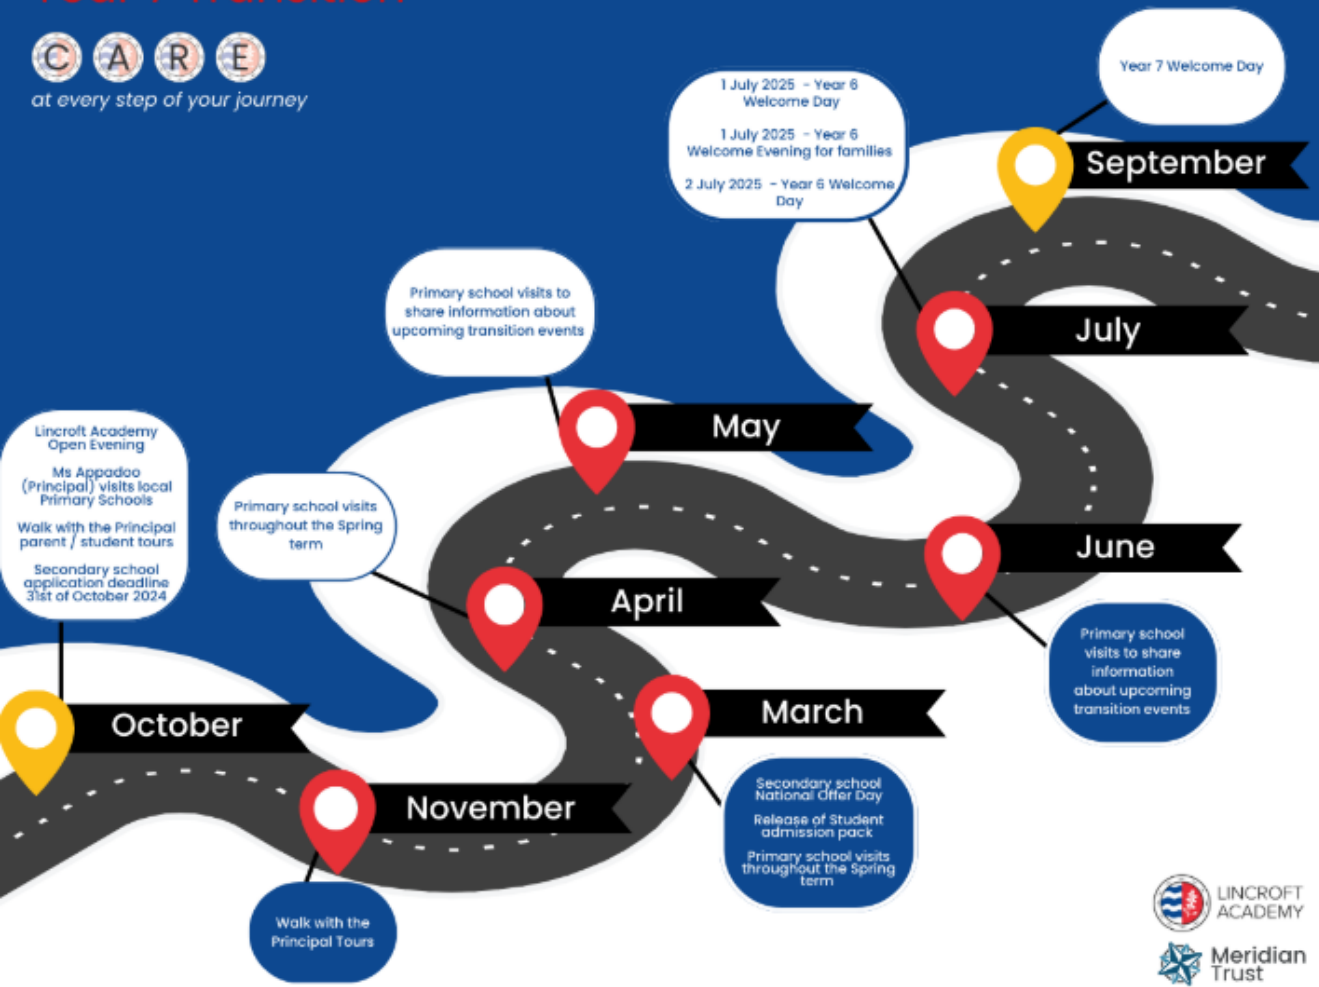 Year 7 Transition
C A R E
at every step of your journey
Year 7 Welcome Day
September
1 July 2025 - Year 6
Welcome Day
1 July 2025 - Year 6
Welcome Evening for families
2 July 2025 - Year 6 Welcome
Day
July
Primary school visits to
share information about
upcoming transition events
May
June
Primary school
visits to share
information
about upcoming
transition events
Primary school visits
throughout the Spring
term
April
Lincroft Academy
Open Evening
Ms Appadoo
(Principal) visits local
Primary Schools
Walk with the Principal
parent / student tours
Secondary school
application deadline
31st of October 2024
October
March
Secondary school
National Offer Day
Release of Student
admission pack
Primary school visits
throughout the Spring
term
November
Walk with the
Principal Tours
LINCROFT
ACADEMY
Meridian
Trust